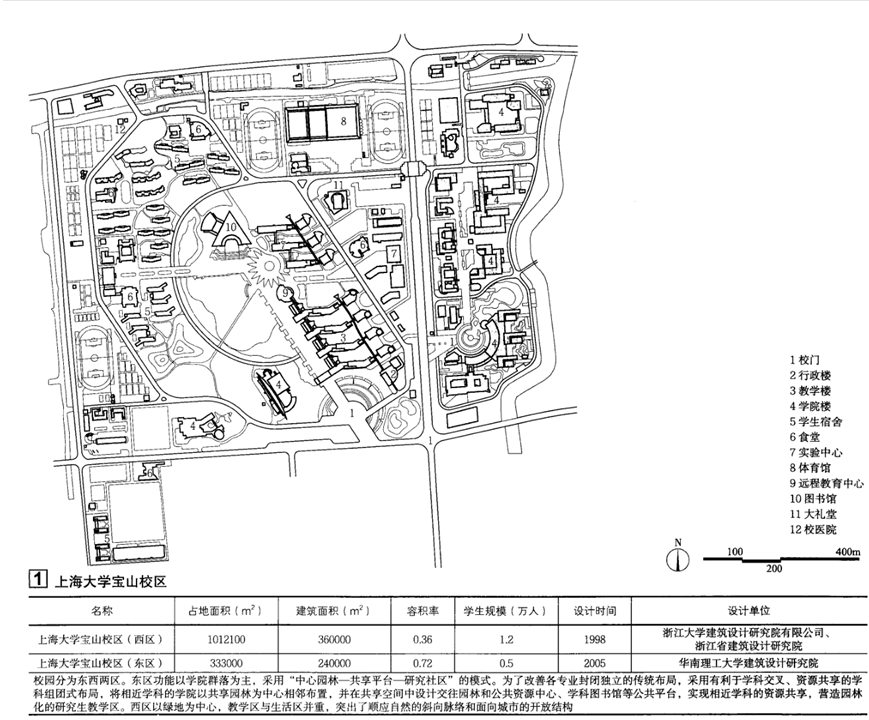 8
4
12
6
5
11
4
10
6
7
4
9
6
5
3
4
2
4
4
1
1
6
5
1 校门
2 行政楼
3 教学楼
4 学院楼
5 学生宿舍
6 食堂
7 实验中心
8 体育馆
9 远程教育中心
10 图书馆
11 大礼堂
12 校医院
N
100 400m
200
1 上海大学宝山校区
名称 占地面积（m²） 建筑面积（m²） 容积率 学生规模（万人） 设计时间 设计单位
上海大学宝山校区（西区） 1012100 360000 0.36 1.2 1998 浙江大学建筑设计研究院有限公司、
浙江省建筑设计研究院
上海大学宝山校区（东区） 333000 240000 0.72 0.5 2005 华南理工大学建筑设计研究院
校园分为东西两区。东区功能以学院群落为主，采用“中心园林—共享平台—研究社区”的模式。为了改善各专业封闭独立的传统布局，采用有利于学科交叉、资源共享的学
科组团式布局，将相近学科的学院以共享园林为中心相邻布置，并在共享空间中设计交往园林和公共资源中心、学科图书馆等公共平台，实现相近学科的资源共享，营造园林
化的研究生教学区。西区以绿地为中心，教学区与生活区并重，突出了顺应自然的斜向脉络和面向城市的开放结构